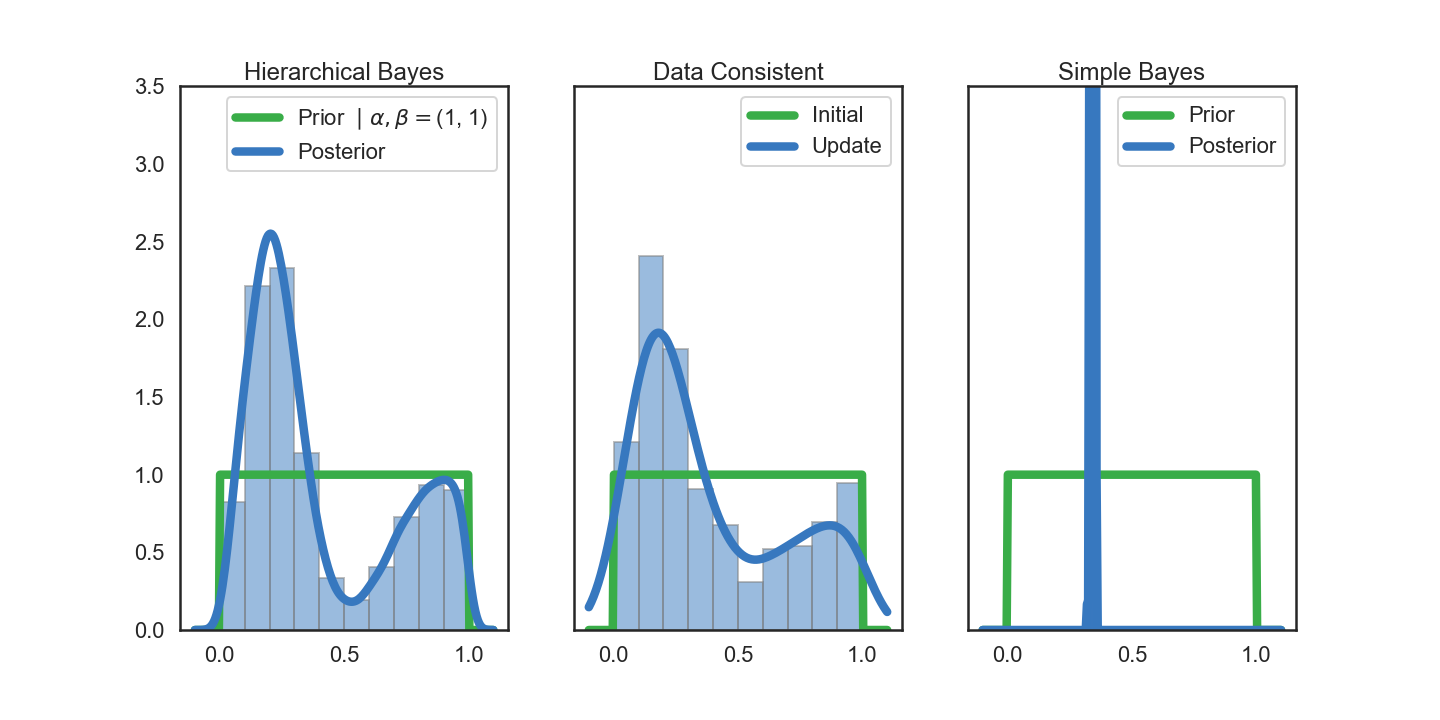 Hierarchical Bayes
Data Consistent
Simple Bayes
3.5
3.0
2.5
2.0
1.5
1.0
0.5
0.0
Prior | α, β = (1, 1)
Posterior
Initial
Update
Prior
Posterior
0.0 0.5 1.0
0.0 0.5 1.0
0.0 0.5 1.0